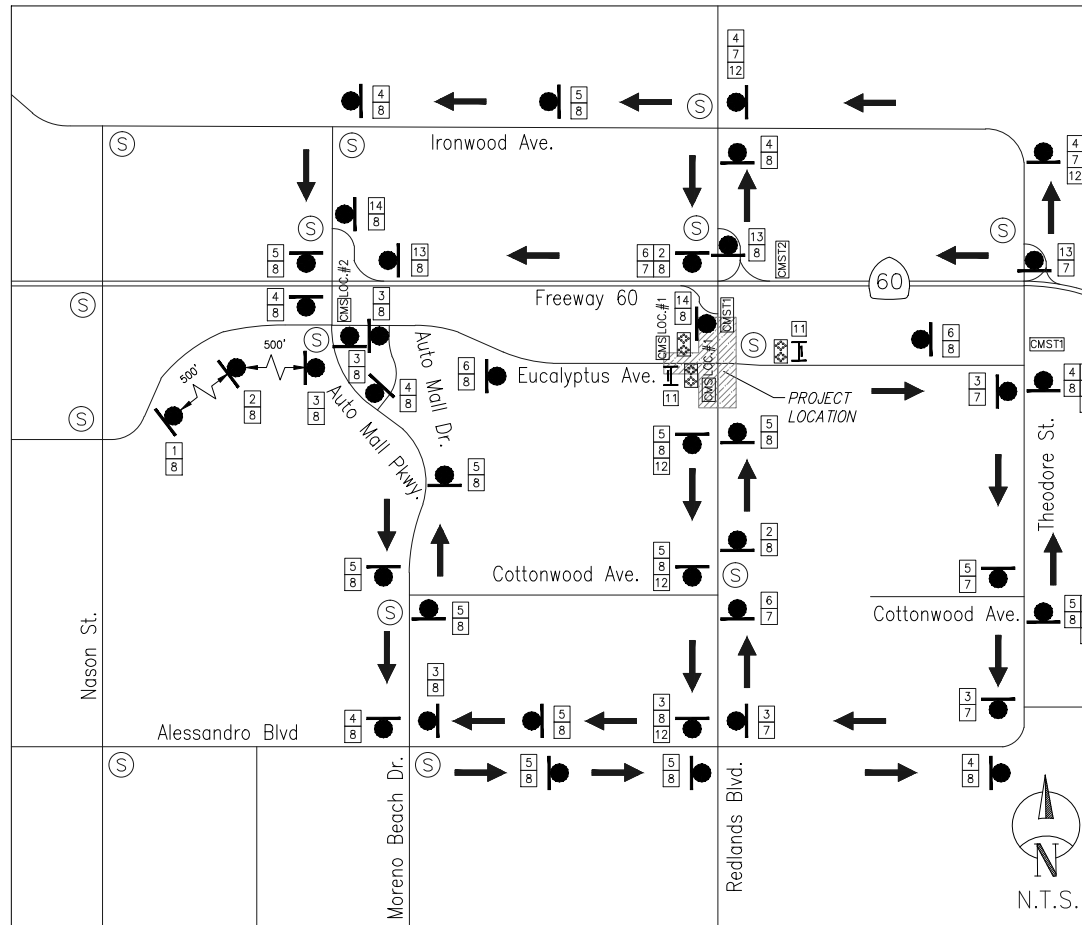 4
7
12
4
8
5
8
S
S
S
Ironwood Ave.
4
8
4
7
12
14
8
S
S
S
5
8
13
8
6
7
2
8
13
8
CMST2
13
7
60
CMS LOC.#2
S
4
8
3
8
Freeway 60
CMS LOC.#1
14
8
CMST1
S
11
6
8
CMST1
S
3
8
500'
500'
2
8
3
8
4
8
Auto Mall Dr.
Auto Mall Pkwy.
6
8
Eucalyptus Ave.
11
CMS LOC.#1
PROJECT
LOCATION
3
7
4
8
S
1
8
5
8
12
5
8
5
8
Theodore St.
2
8
5
8
Cottonwood Ave.
5
8
12
S
5
7
S
5
8
6
7
Cottonwood Ave.
5
8
Nason St.
3
8
3
7
Alessandro Blvd
4
8
5
8
3
8
12
3
7
S
S
5
8
5
8
4
8
Moreno Beach Dr.
Redlands Blvd.
N
N.T.S.